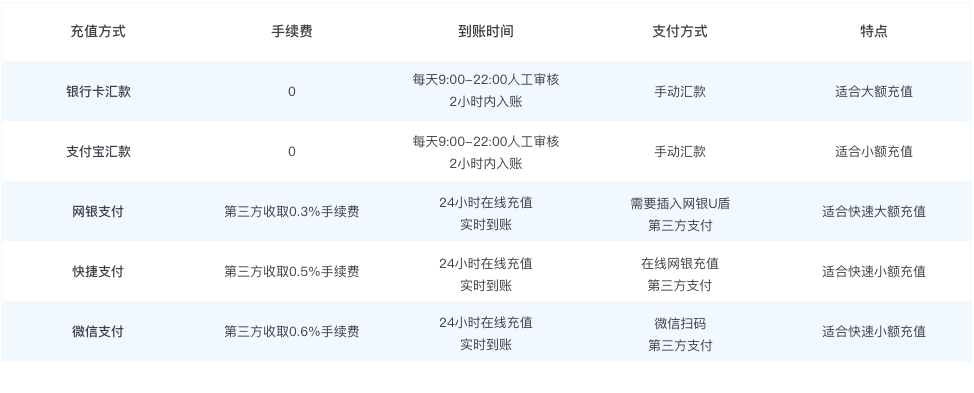 充值方式 手续费 到账时间 支付方式 特点
银行卡汇款 0 每天9:00-22:00人工审核 手动汇款 适合大额充值
2小时内入账
支付宝汇款 0 每天9:00-22:00人工审核 手动汇款 适合小额充值
2小时内入账
网银支付 第三方收取0.3%手续费 24小时在线充值 需要插入网银U盾 适合快速大额充值
实时到账 第三方支付
快捷支付 第三方收取0.5%手续费 24小时在线充值 在线网银充值 适合快速小额充值
实时到账 第三方支付
微信支付 第三方收取0.6%手续费 24小时在线充值 微信扫码 适合快速小额充值
实时到账 第三方支付